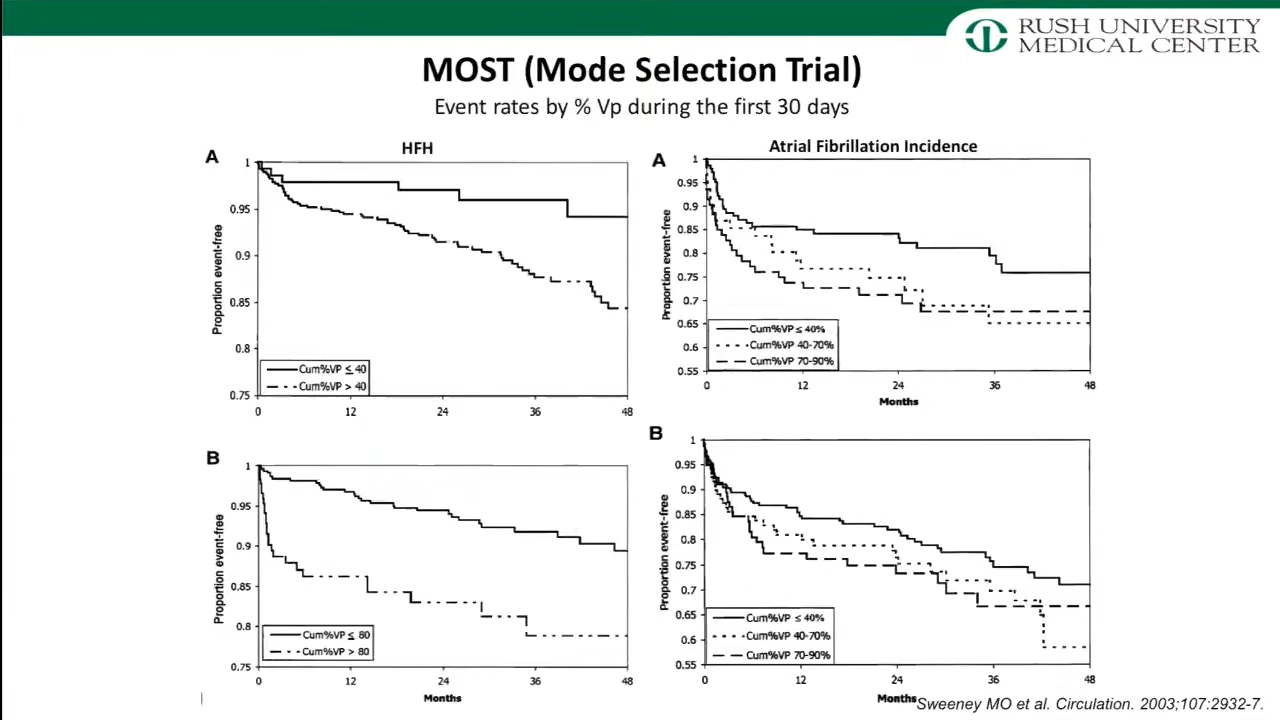 RUSH UNIVERSITY
MEDICAL CENTER
MOST (Mode Selection Trial)
Event rates by % Vp during the first 30 days
A
HFH
1
0.95
0.9
0.85
0.8
0.75
Proportion event-free
Cum%VP ≤ 40
Cum%VP > 40
0 12 24 36 48
A
Atrial Fibrillation Incidence
1
0.95
0.9
0.85
0.8
0.75
0.7
0.65
0.6
0.55
Proportion event-free
Cum%VP ≤ 40%
Cum%VP 40-70%
Cum%VP 70-90%
0 12 24 36 48
Months
B
1
0.95
0.9
0.85
0.8
0.75
Proportion event-free
Cum%VP ≤ 80
Cum%VP > 80
0 12 24 36 48
Months
B
1
0.95
0.9
0.85
0.8
0.75
0.7
0.65
0.6
0.55
Proportion event-free
Cum%VP ≤ 40%
Cum%VP 40-70%
Cum%VP 70-90%
0 12 24 36 48
Months
Sweeney MO et al. Circulation. 2003;107:2932-7.